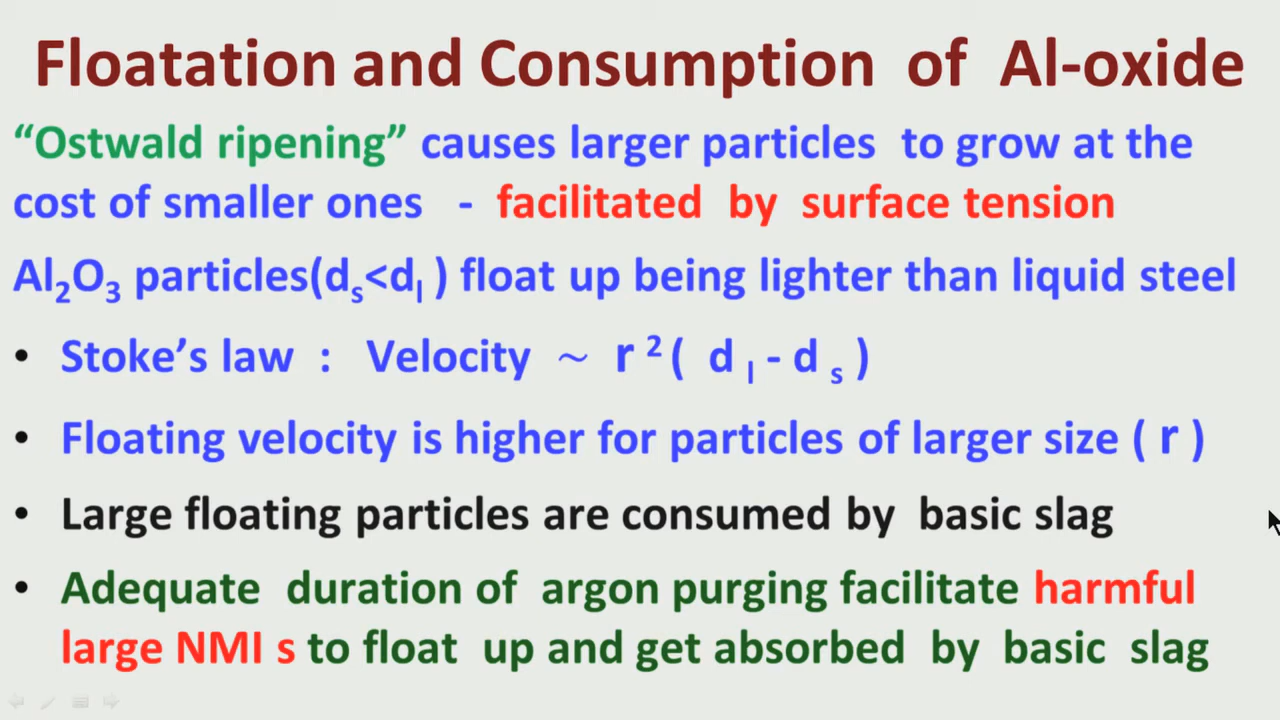 Floatation and Consumption of Al-oxide
“Ostwald ripening” causes larger particles to grow at the
cost of smaller ones - facilitated by surface tension
Al₂O₃ particles(dₛ<dₗ ) float up being lighter than liquid steel
• Stoke’s law : Velocity ~ r ² ( d ₗ - d ₛ )
• Floating velocity is higher for particles of larger size ( r )
• Large floating particles are consumed by basic slag
• Adequate duration of argon purging facilitate harmful
large NMI s to float up and get absorbed by basic slag